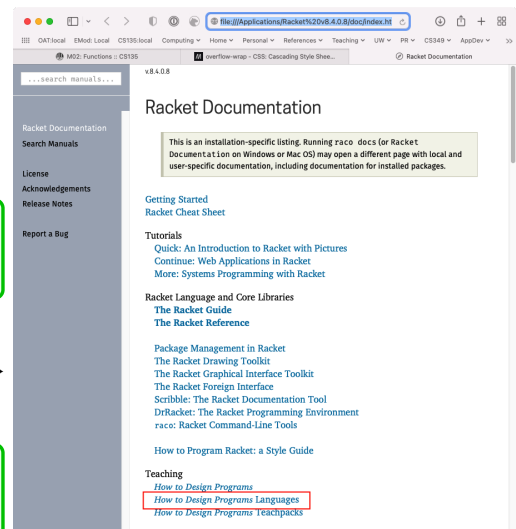 file:///Applications/Racket%20v8.4.0.8/doc/index.ht
OAT:local EMod: Local CS135:local Computing Home Personal References Teaching UW PR CS349 AppDev >>
M02: Functions :: CS135 overflow-wrap - CSS: Cascading Style Shee... Racket Documentation
...search manuals...
v.8.4.0.8
Racket Documentation
Racket Documentation
Search Manuals
License
Acknowledgements
Release Notes
Report a Bug
This is an installation-specific listing. Running raco docs (or Racket
Documentation on Windows or Mac OS) may open a different page with local and
user-specific documentation, including documentation for installed packages.
Getting Started
Racket Cheat Sheet
Tutorials
Quick: An Introduction to Racket with Pictures
Continue: Web Applications in Racket
More: Systems Programming with Racket
Racket Language and Core Libraries
The Racket Guide
The Racket Reference
Package Management in Racket
The Racket Drawing Toolkit
The Racket Graphical Interface Toolkit
The Racket Foreign Interface
Scribble: The Racket Documentation Tool
DrRacket: The Racket Programming Environment
raco: Racket Command-Line Tools
How to Program Racket: a Style Guide
Teaching
How to Design Programs
How to Design Programs Languages
How to Design Programs Teachpacks